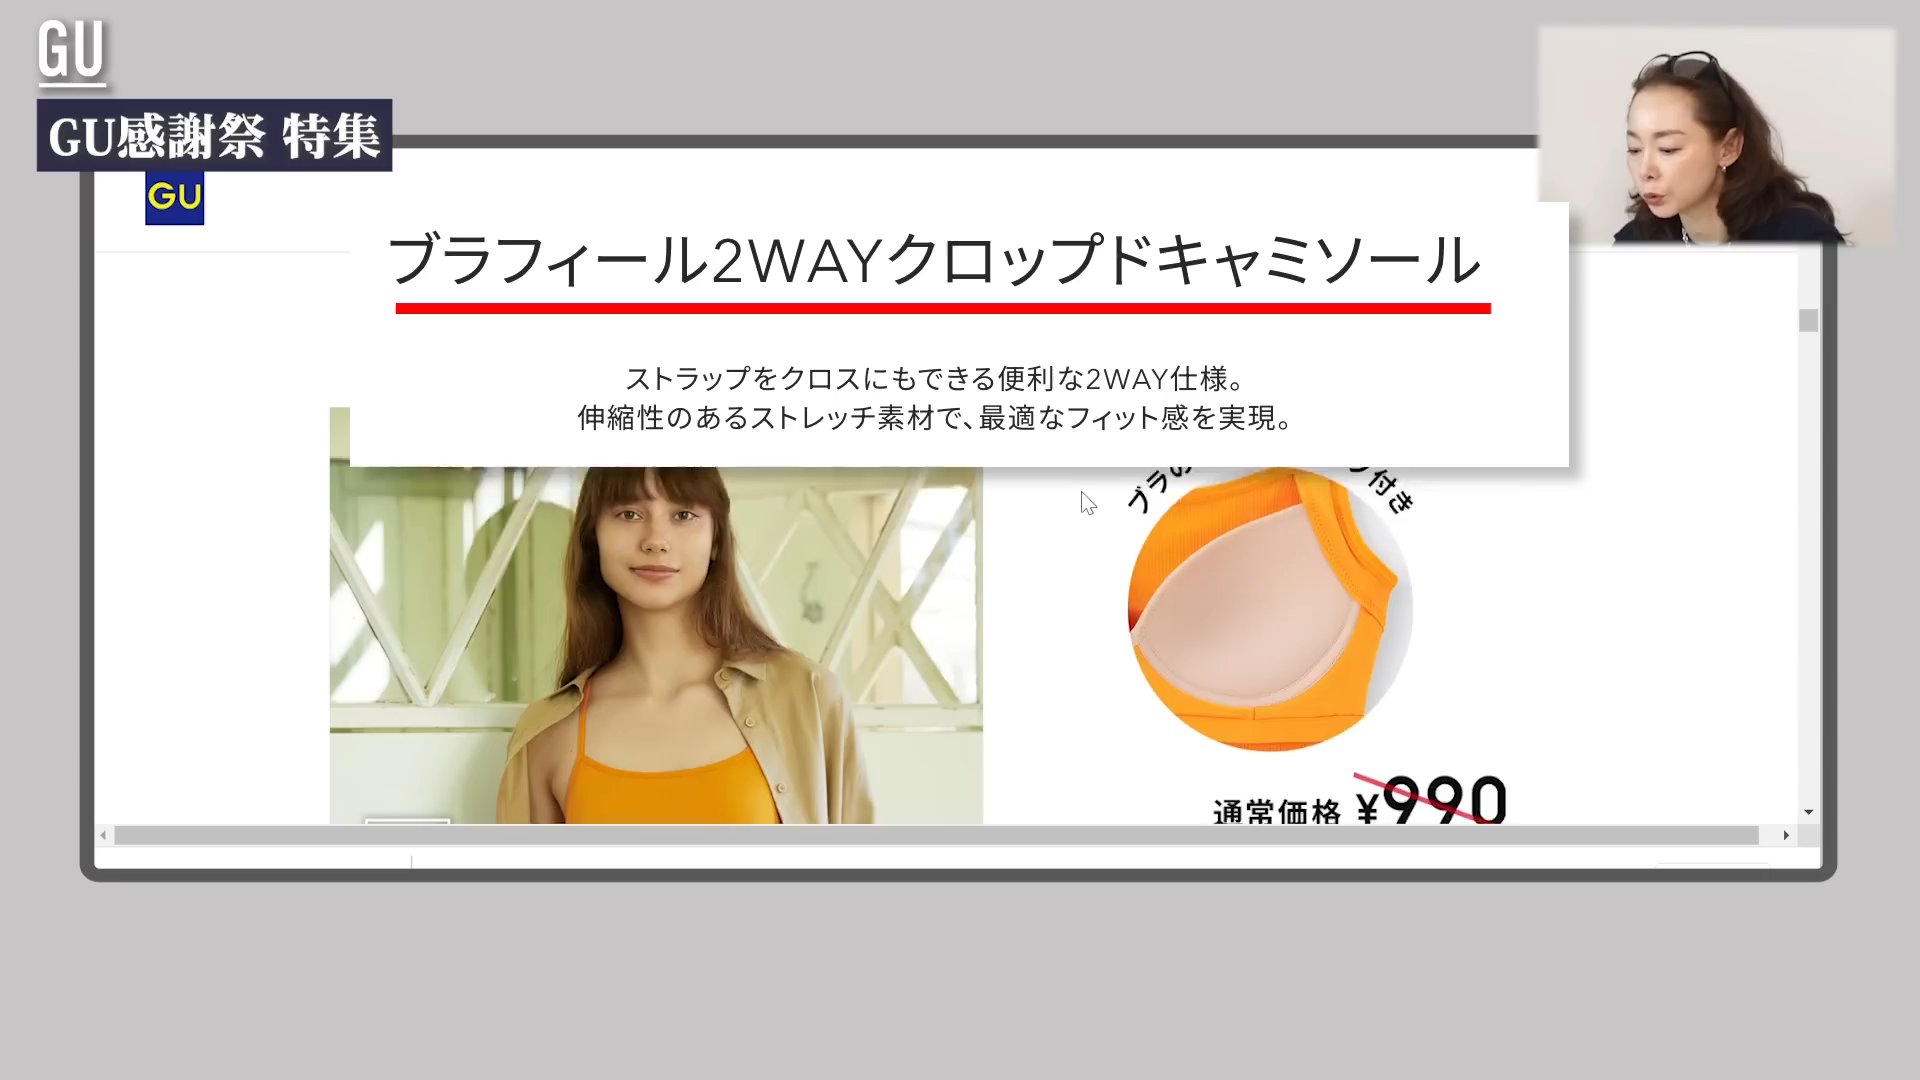 GU
GU感謝祭 特集
GU
ブラフィール2WAYクロップドキャミソール
ストラップをクロスにもできる便利な2WAY仕様。
伸縮性のあるストレッチ素材で、最適なフィット感を実現。
ブラの
付き
通常価格 ¥990